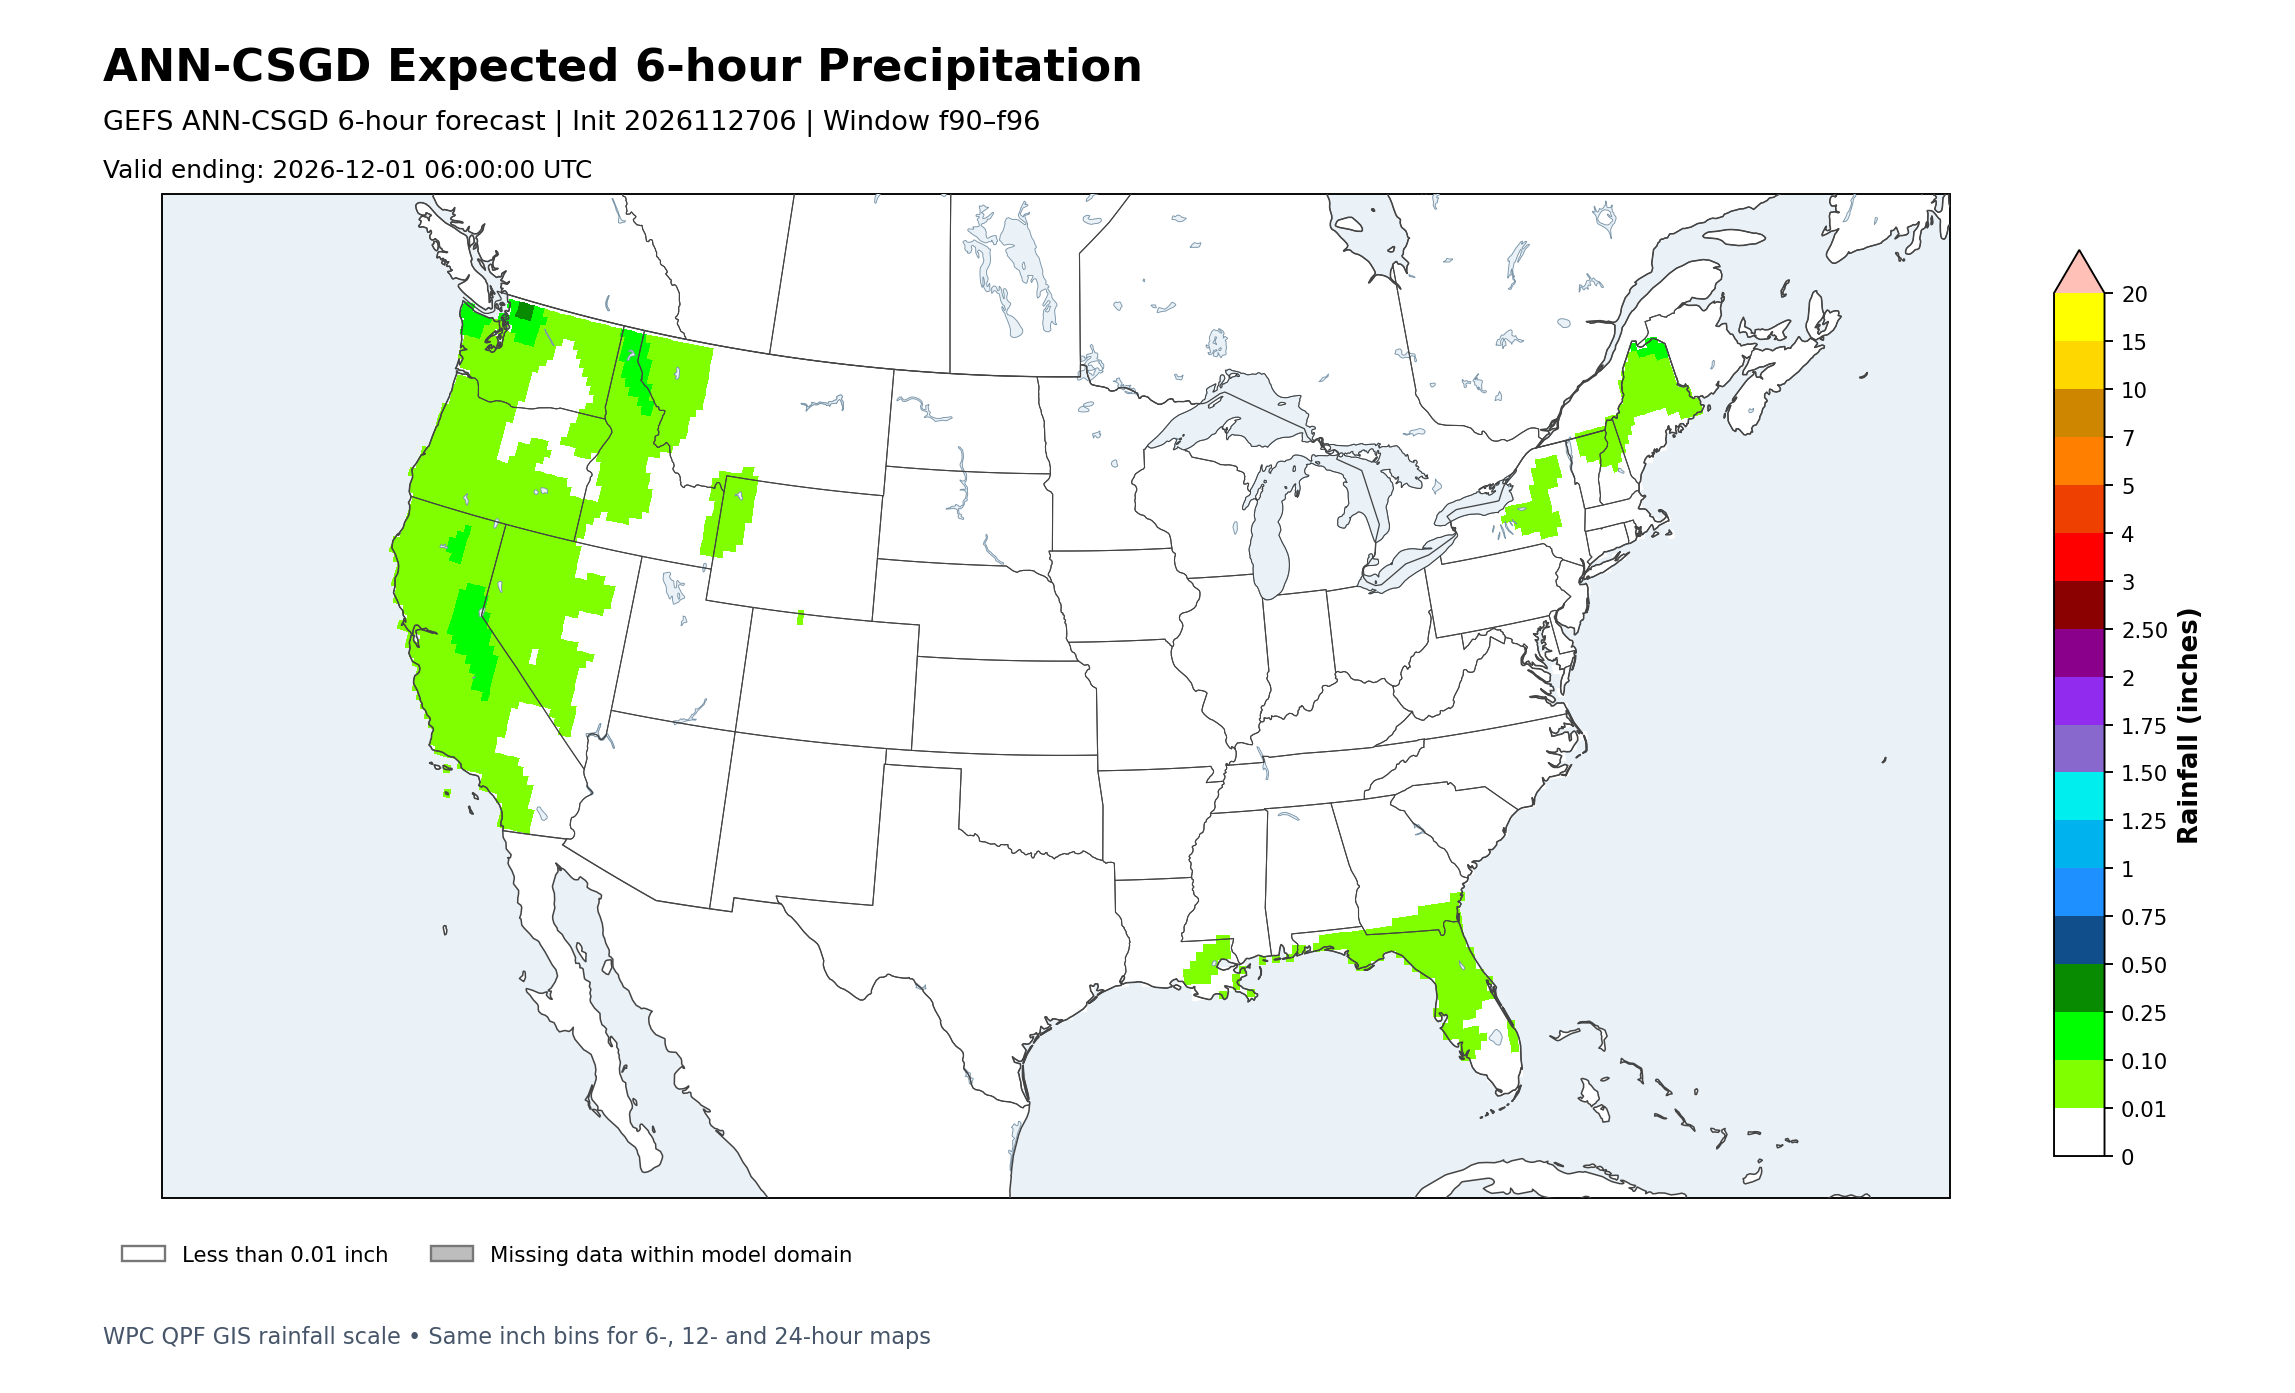 ANN-CSGD Expected 6-hour Precipitation
GEFS ANN-CSGD 6-hour forecast | Init 2026112706 | Window f90–f96
Valid ending: 2026-12-01 06:00:00 UTC
20
15
10
7
5
4
3
2.50
2
1.75
1.50
1.25
1
0.75
0.50
0.25
0.10
0.01
0
Rainfall (inches)
Less than 0.01 inch
Missing data within model domain
WPC QPF GIS rainfall scale • Same inch bins for 6-, 12- and 24-hour maps